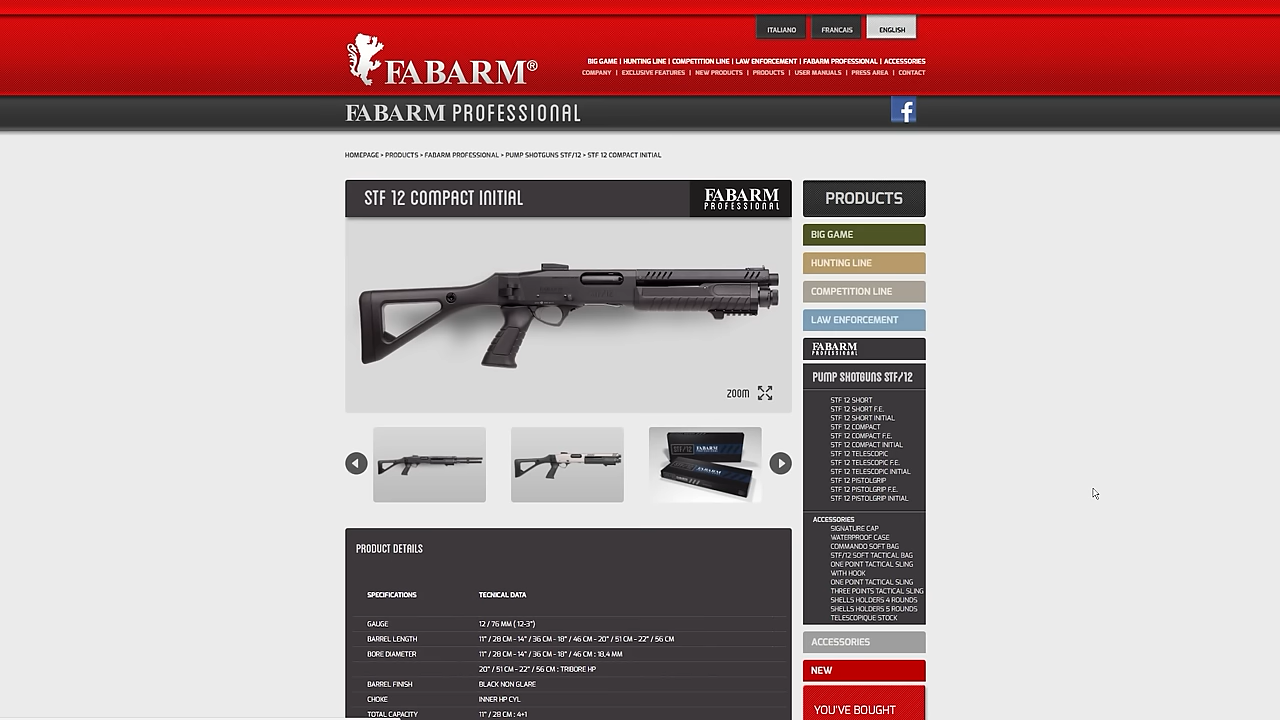 ITALIANO FRANCAIS ENGLISH
FABARM®
BIG GAME | HUNTING LINE | COMPETITION LINE | LAW ENFORCEMENT | FABARM PROFESSIONAL | ACCESSORIES
COMPANY | EXCLUSIVE FEATURES | NEW PRODUCTS | PRODUCTS | USER MANUALS | PRESS AREA | CONTACT
FABARM PROFESSIONAL
f
HOMEPAGE > PRODUCTS > FABARM PROFESSIONAL > PUMP SHOTGUNS STF/12 > STF 12 COMPACT INITIAL
STF 12 COMPACT INITIAL
FABARM
PROFESSIONAL
ZOOM
PRODUCT DETAILS
SPECIFICATIONS TECNICAL DATA
GAUGE 12 / 76 MM ( 12-3")
BARREL LENGTH 11" / 28 CM - 14" / 36 CM - 18" / 46 CM - 20" / 51 CM - 22" / 56 CM
BORE DIAMETER 11" / 28 CM - 14" / 36 CM - 18" / 46 CM : 18,4 MM
20" / 51 CM - 22" / 56 CM : TRIBORE HP
BARREL FINISH BLACK NON GLARE
CHOKE INNER HP CYL
TOTAL CAPACITY 11" / 28 CM : 4+1
PRODUCTS
BIG GAME
HUNTING LINE
COMPETITION LINE
LAW ENFORCEMENT
FABARM
PROFESSIONAL
PUMP SHOTGUNS STF/12
STF 12 SHORT
STF 12 SHORT F.E.
STF 12 SHORT INITIAL
STF 12 COMPACT
STF 12 COMPACT F.E.
STF 12 COMPACT INITIAL
STF 12 TELESCOPIC
STF 12 TELESCOPIC F.E.
STF 12 TELESCOPIC INITIAL
STF 12 PISTOLGRIP
STF 12 PISTOLGRIP F.E.
STF 12 PISTOLGRIP INITIAL
ACCESSORIES
SIGNATURE CAP
WATERPROOF CASE
COMMANDO SOFT BAG
STF/12 SOFT TACTICAL BAG
ONE POINT TACTICAL SLING
WITH HOOK
ONE POINT TACTICAL SLING
THREE POINTS TACTICAL SLING
SHELLS HOLDERS 4 ROUNDS
SHELLS HOLDERS 5 ROUNDS
TELESCOPIQUE STOCK
ACCESSORIES
NEW
YOU'VE BOUGHT